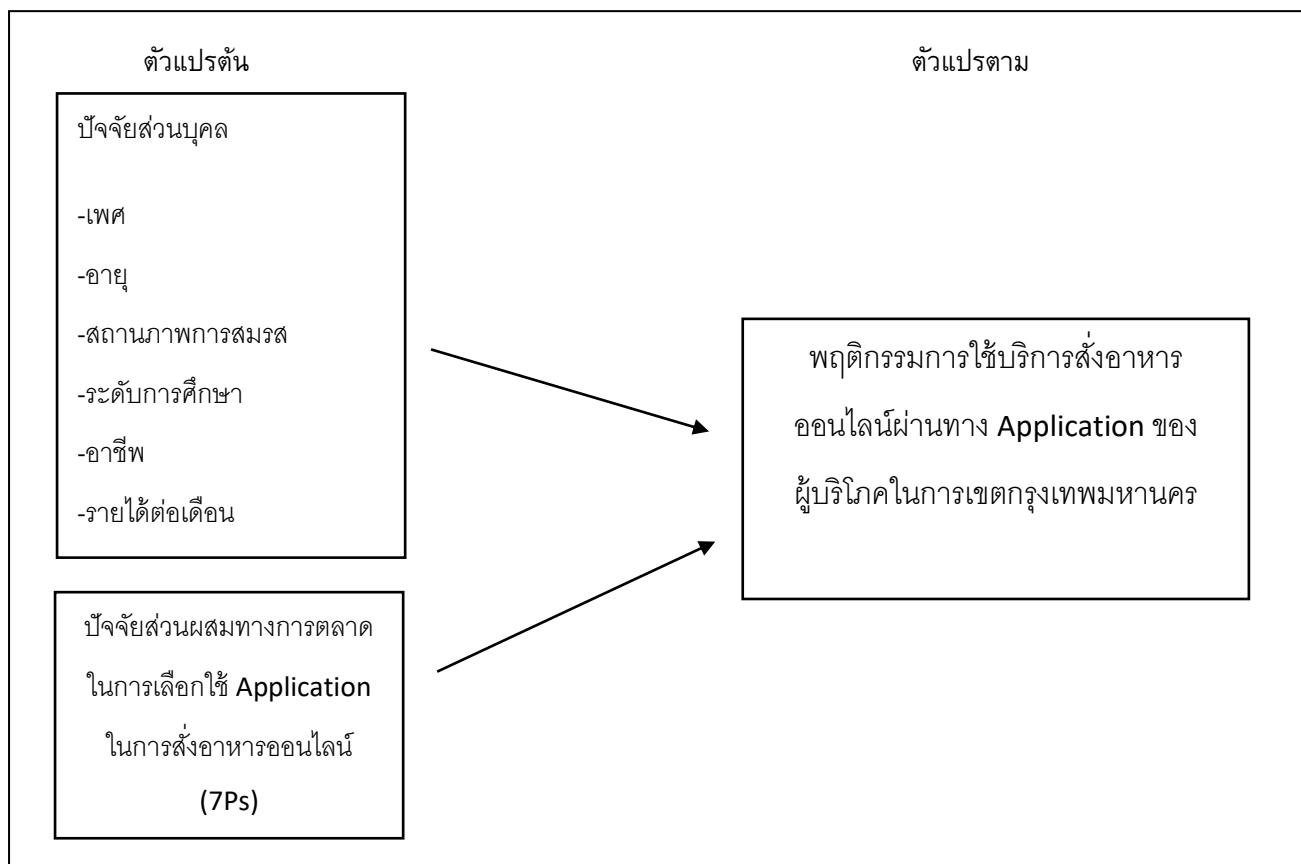 ตัวแปรต้น
ปัจจัยส่วนบุคล
-เพศ
-อายุ
-สถานภาพการสมรส
-ระดับการศึกษา
-อาชีพ
-รายได้ต่อเดือน
ปัจจัยส่วนผสมทางการตลาด
ในการเลือกใช้ Application
ในการสั่งอาหารออนไลน์
(7Ps)
ตัวแปรตาม
พฤติกรรมการใช้บริการสั่งอาหาร
ออนไลน์ผ่านทาง Application ของ
ผู้บริโภคในการเขตกรุงเทพมหานคร